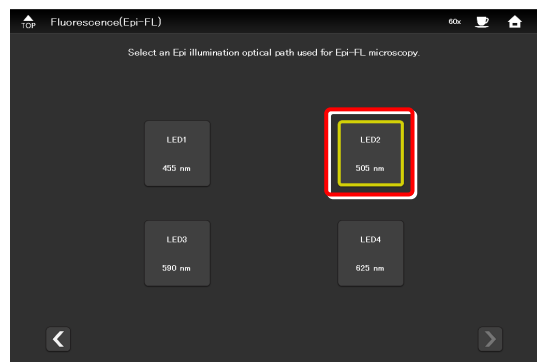 TOP Fluorescence(Epi-FL) 60x
Select an Epi illumination optical path used for Epi-FL microscopy.
LED1 LED2
455 nm 505 nm
LED3 LED4
590 nm 625 nm